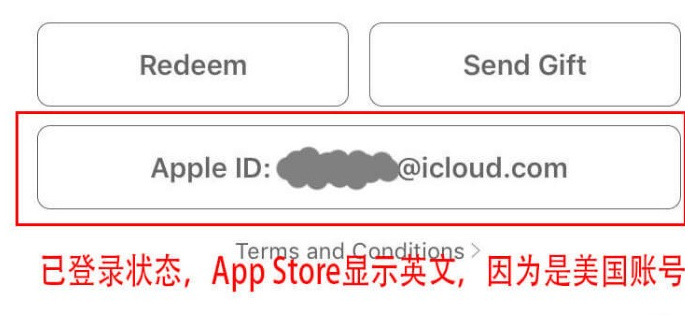 Redeem
Send Gift
Apple ID: @icloud.com
Terms and Conditions >
已登录状态，App Store显示英文，因为是美国账号